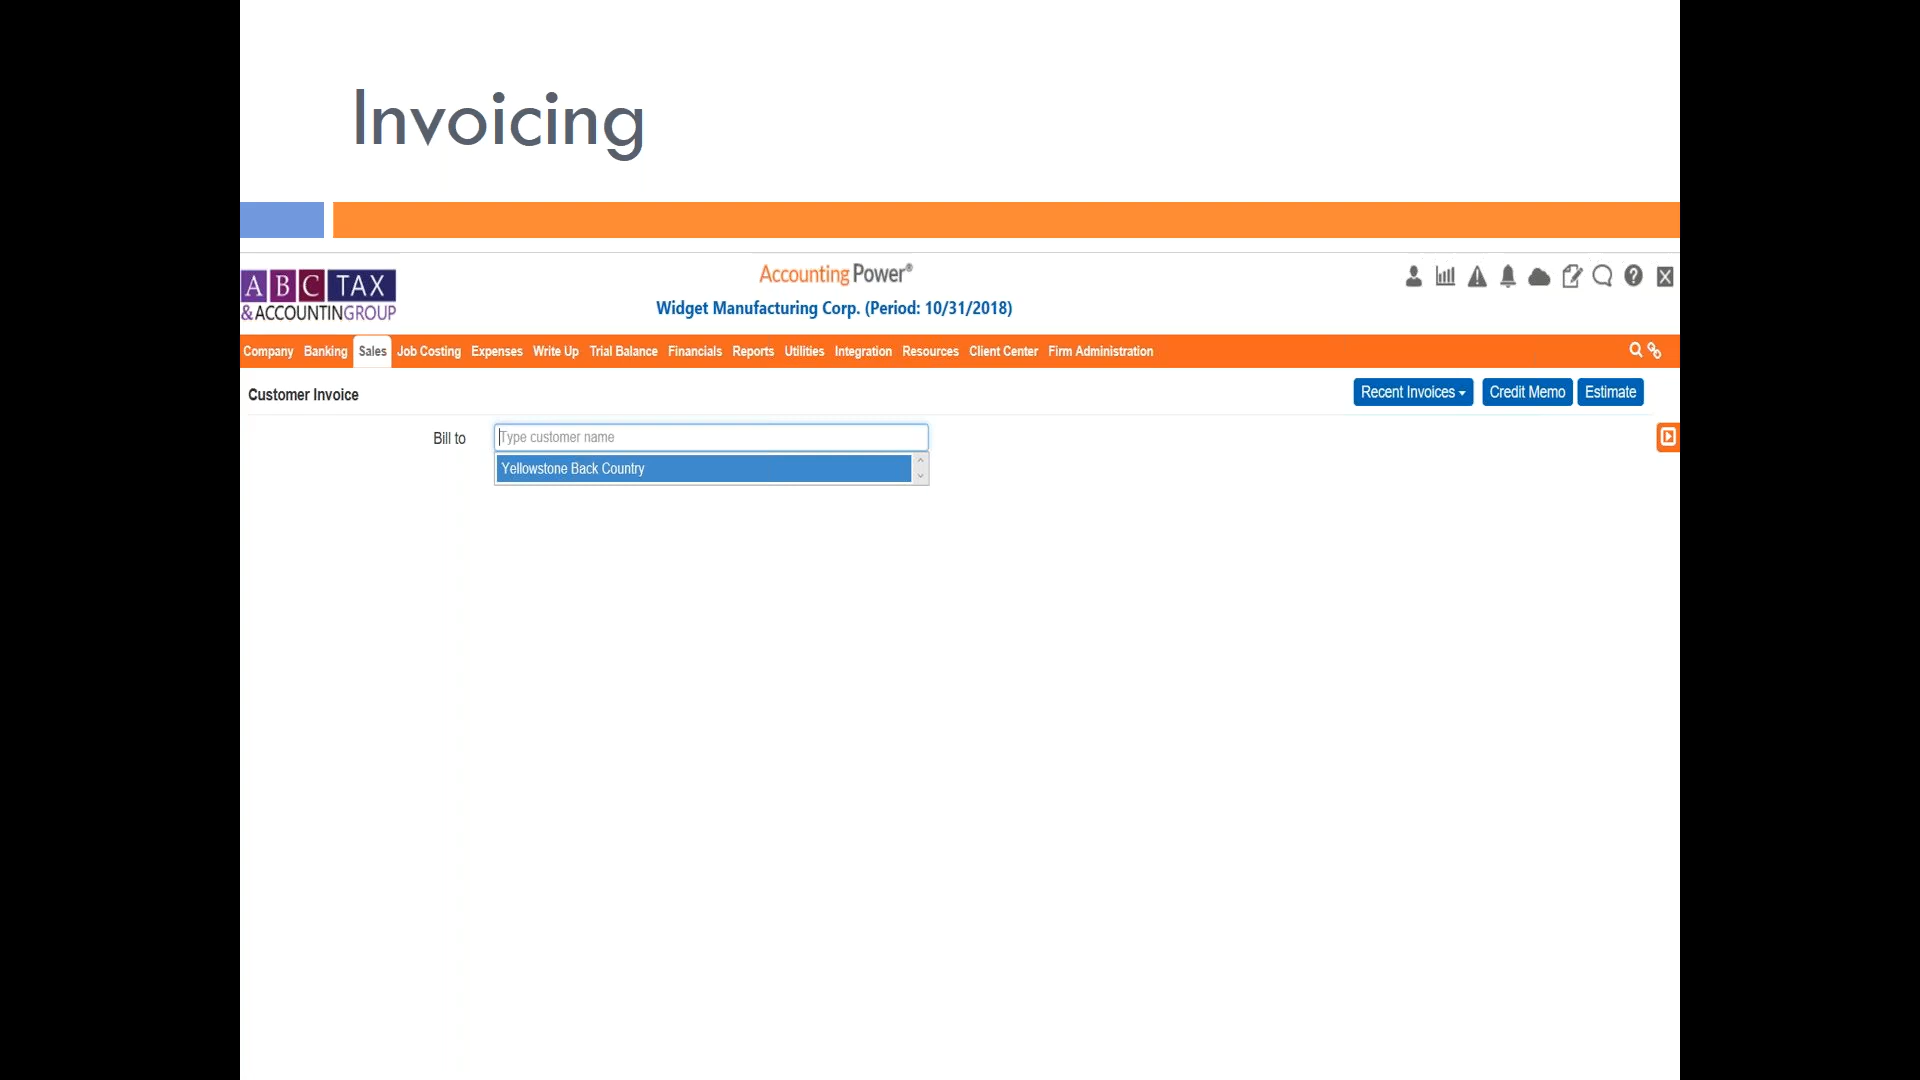 Invoicing
ABC TAX
& ACCOUNTINGGROUP
Accounting Power®
Widget Manufacturing Corp. (Period: 10/31/2018)
Company Banking Sales Job Costing Expenses Write Up Trial Balance Financials Reports Utilities Integration Resources Client Center Firm Administration
Customer Invoice
Recent Invoices Credit Memo Estimate
Bill to
Type customer name
Yellowstone Back Country